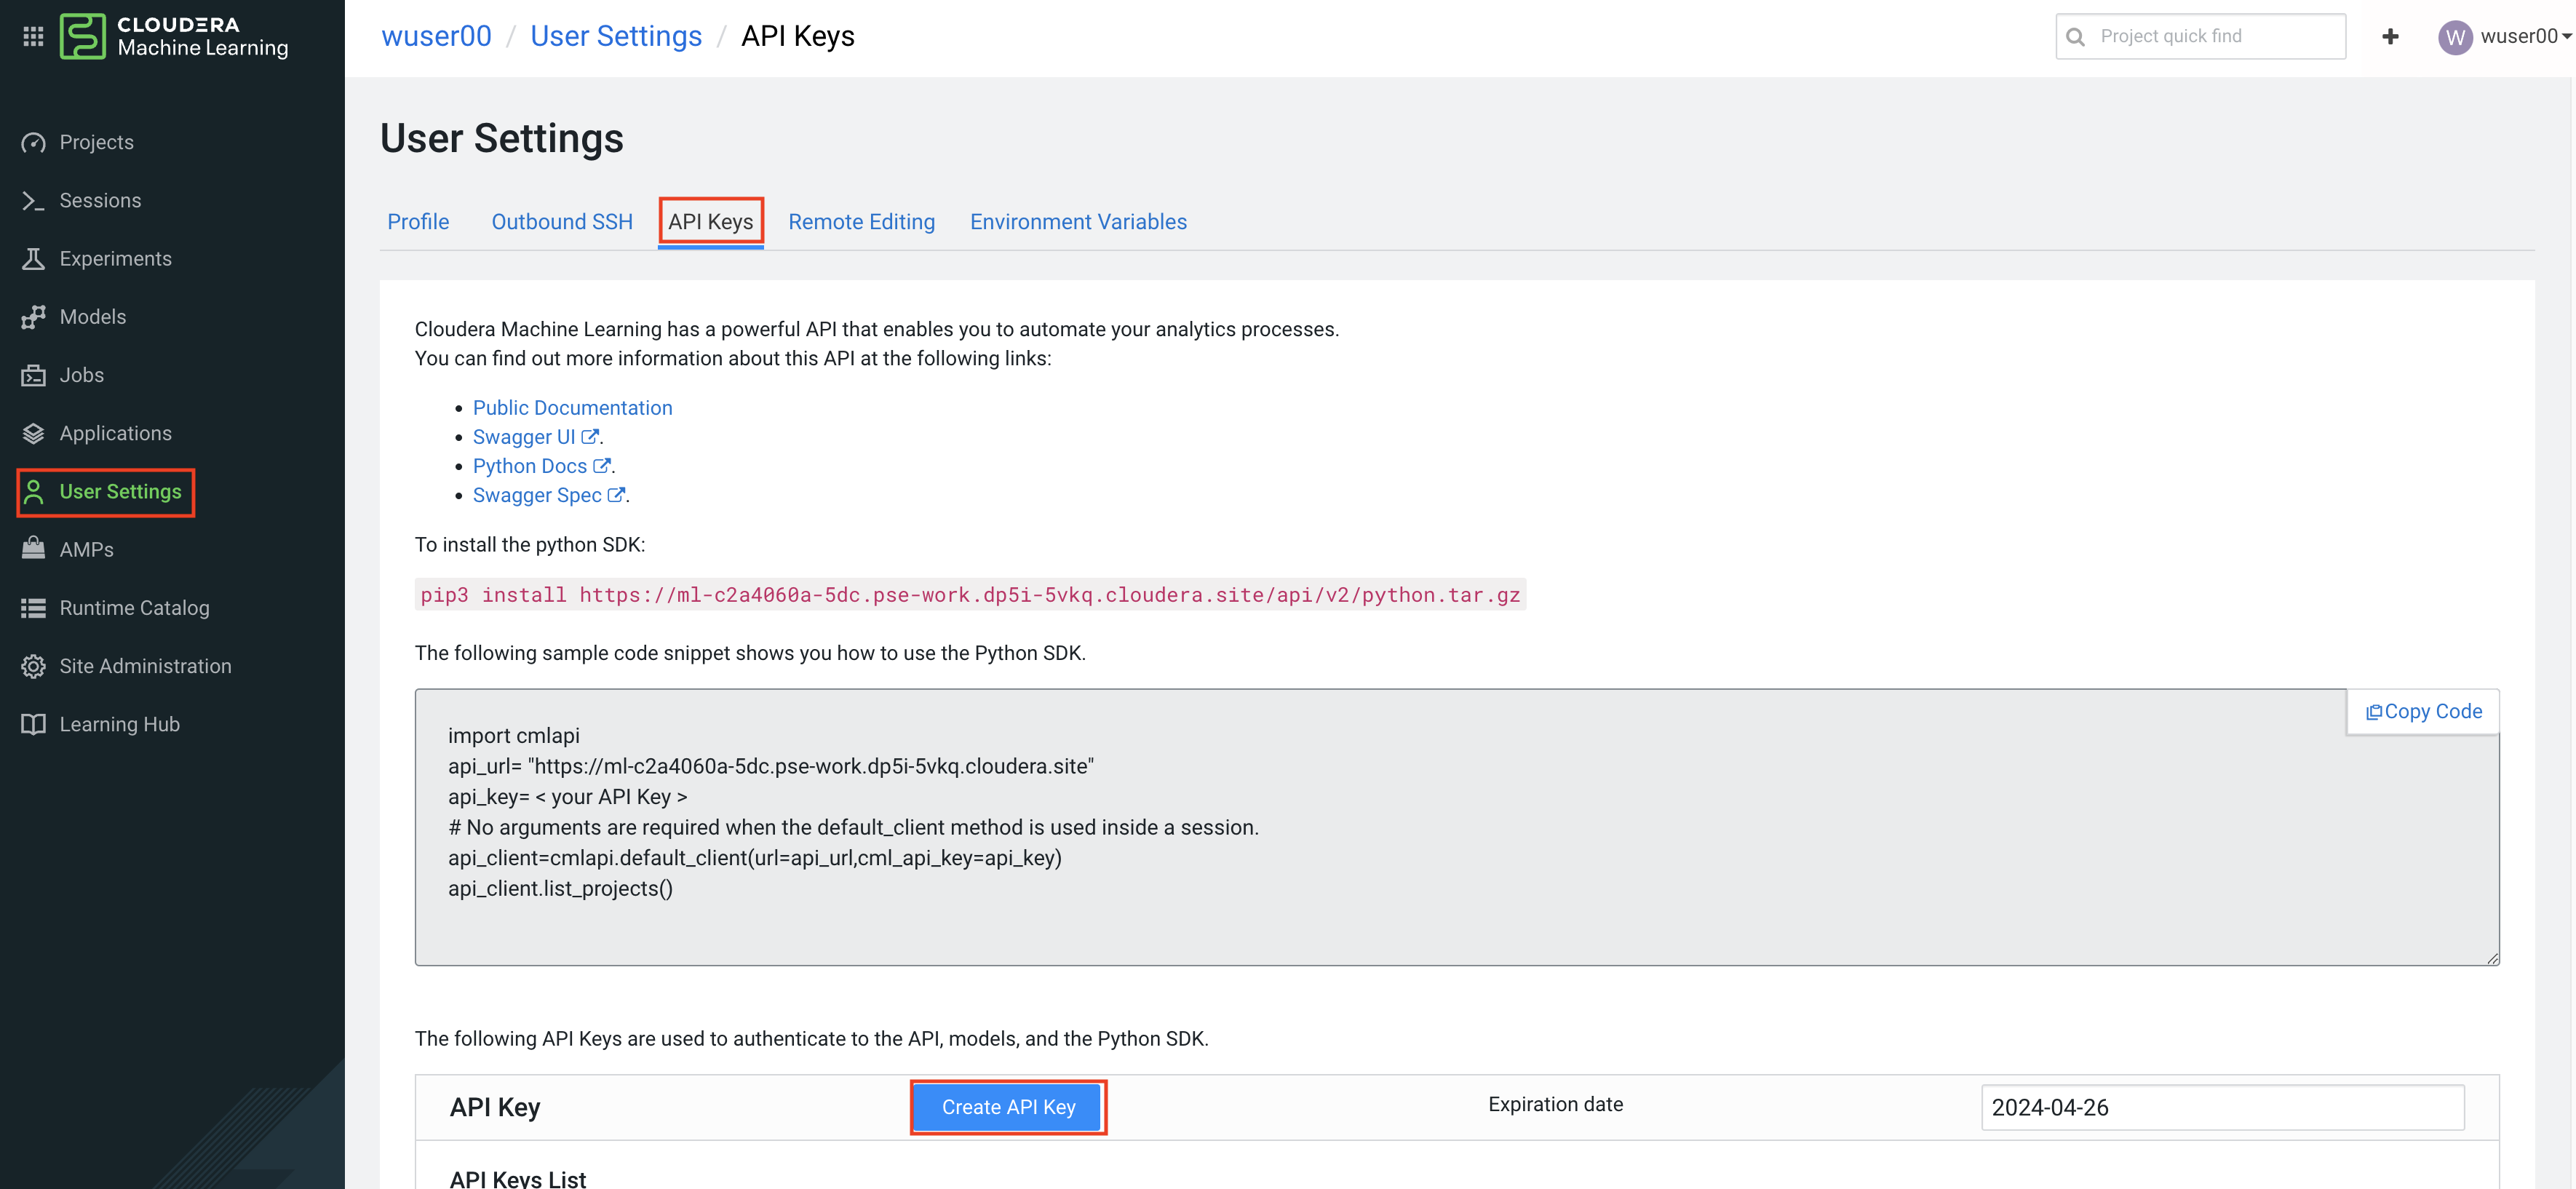 CLOUDERA
Machine Learning
wuser00 / User Settings / API Keys
Project quick find
W wuser00
Projects
Sessions
Experiments
Models
Jobs
Applications
User Settings
AMPs
Runtime Catalog
Site Administration
Learning Hub
User Settings
Profile Outbound SSH API Keys Remote Editing Environment Variables
Cloudera Machine Learning has a powerful API that enables you to automate your analytics processes.
You can find out more information about this API at the following links:
Public Documentation
Swagger UI.
Python Docs.
Swagger Spec.
To install the python SDK:
pip3 install https://ml-c2a4060a-5dc.pse-work.dp5i-5vkq.cloudera.site/api/v2/python.tar.gz
The following sample code snippet shows you how to use the Python SDK.
Copy Code
import cmlapi
api_url= "https://ml-c2a4060a-5dc.pse-work.dp5i-5vkq.cloudera.site"
api_key= < your API Key >
# No arguments are required when the default_client method is used inside a session.
api_client=cmlapi.default_client(url=api_url,cml_api_key=api_key)
api_client.list_projects()
The following API Keys are used to authenticate to the API, models, and the Python SDK.
API Key Create API Key Expiration date 2024-04-26
API Keys List